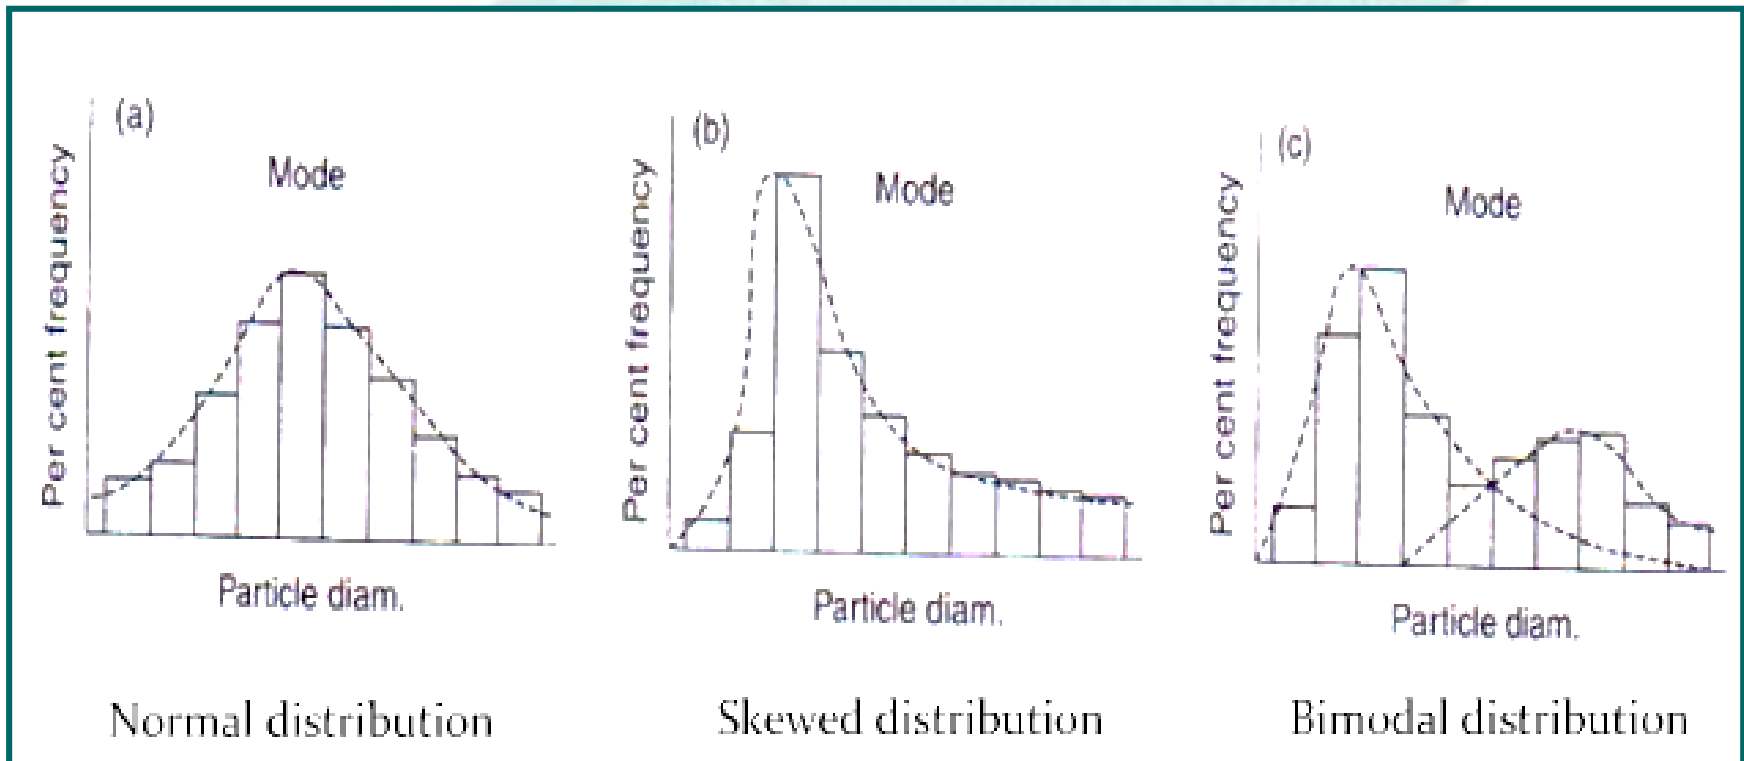 (a)
Mode
Per cent frequency
Particle diam.
Normal distribution
(b)
Mode
Per cent frequency
Particle diam.
Skewed distribution
(c)
Mode
Per cent frequency
Particle diam.
Bimodal distribution